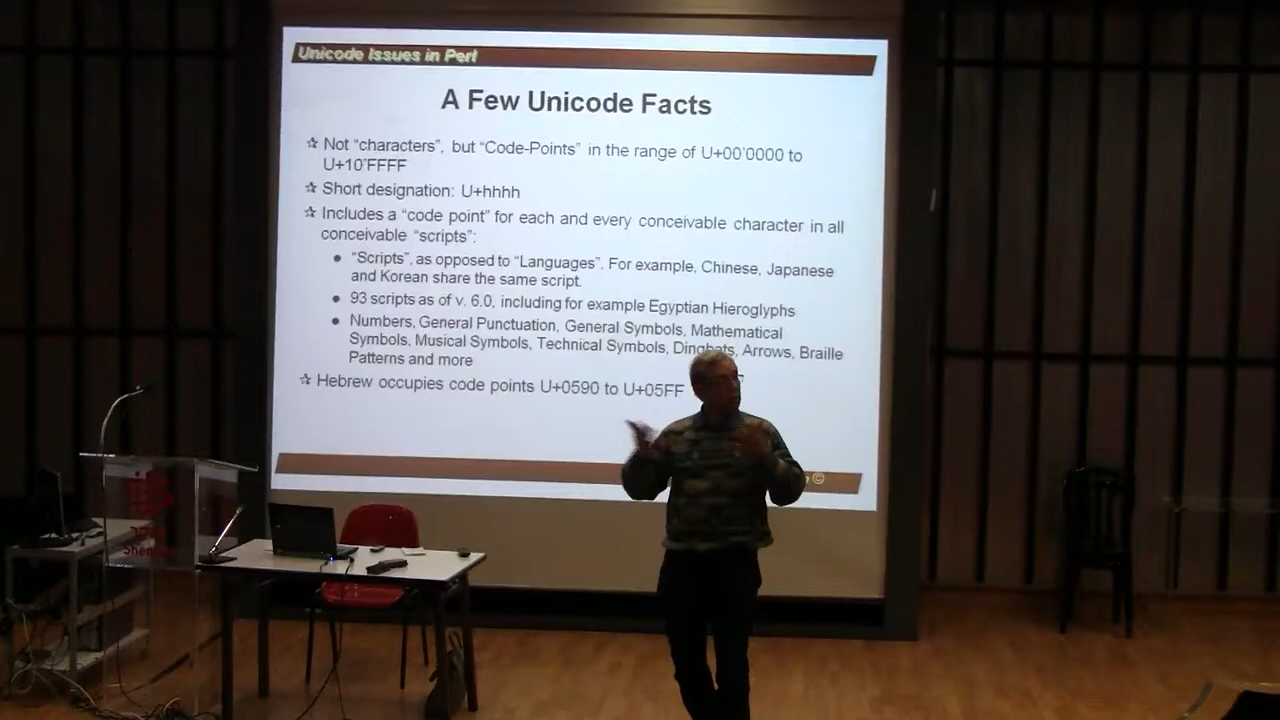 Unicode Issues in Perl
A Few Unicode Facts
Not "characters", but "Code-Points" in the range of U+00'0000 to
U+10'FFFF
Short designation: U+hhhh
Includes a "code point" for each and every conceivable character in all
conceivable "scripts":
"Scripts", as opposed to "Languages". For example, Chinese, Japanese
and Korean share the same script.
93 scripts as of v. 6.0, including for example Egyptian Hieroglyphs
Numbers, General Punctuation, General Symbols, Mathematical
Symbols, Musical Symbols, Technical Symbols, Dingbats, Arrows, Braille
Patterns and more
Hebrew occupies code points U+0590 to U+05FF
©